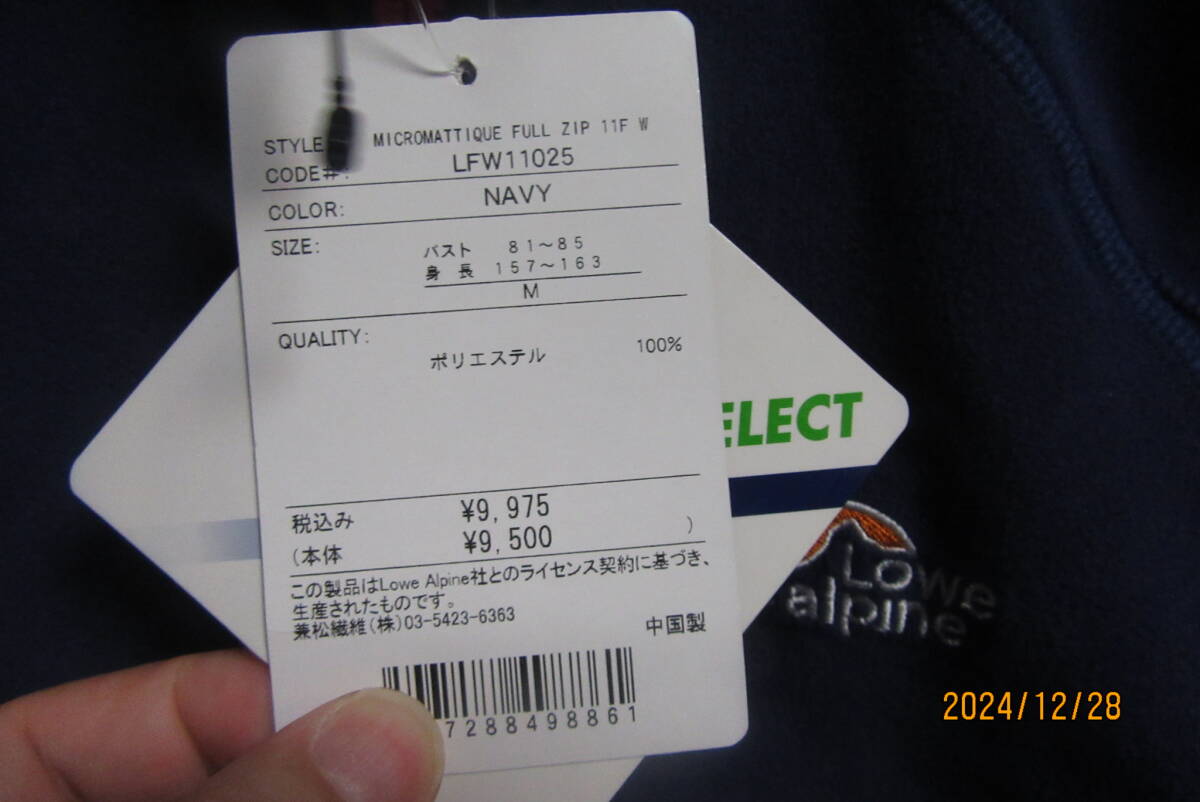 STYLE MICROMATTIQUE FULL ZIP 11F W
CODE#: LFW11025
COLOR: NAVY
SIZE: バスト 81～85
身長 157～163
M
QUALITY:
ポリエステル 100%
税込み ¥9,975
(本体 ¥9,500 )
この製品はLowe Alpine社とのライセンス契約に基づき、
生産されたものです。
兼松繊維(株)03-5423-6363
中国製
7288498861
ELECT
Lowe
alpine
2024/12/28